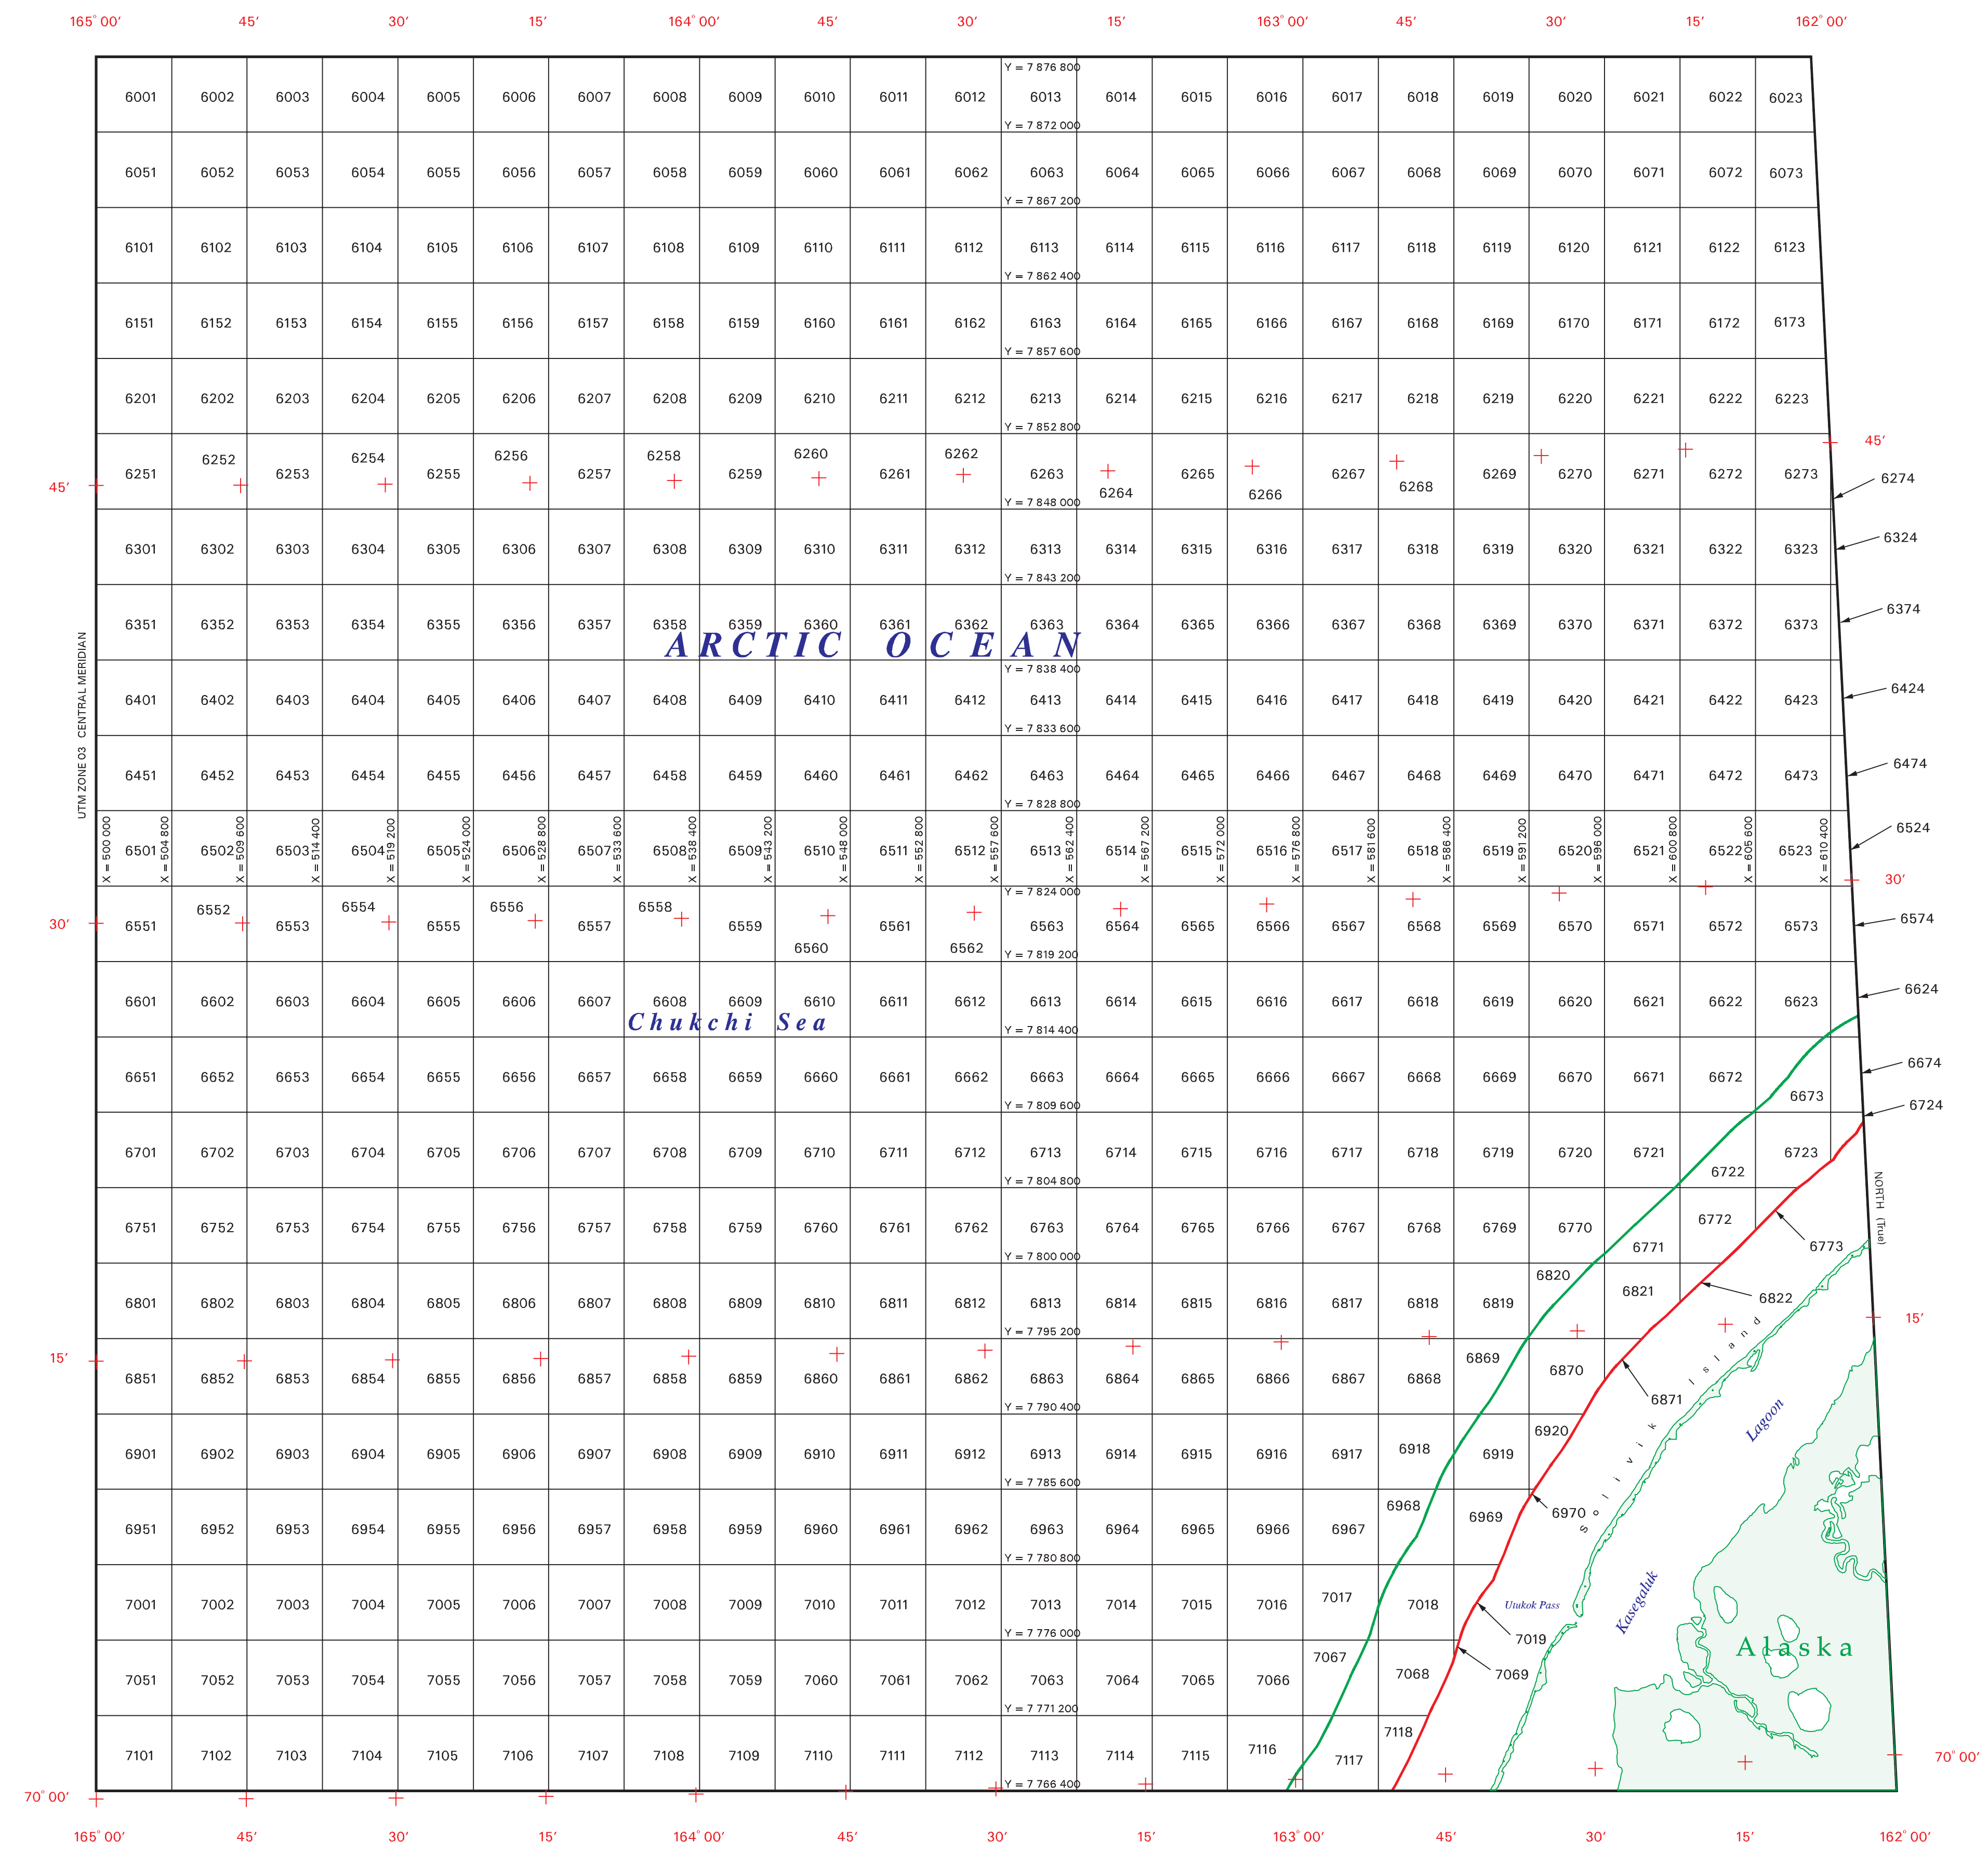 165° 00′ 45′ 30′ 15′ 164° 00′ 45′ 30′ 15′ 163° 00′ 45′ 30′ 15′ 162° 00′
Y = 7 876 800
6001 6002 6003 6004 6005 6006 6007 6008 6009 6010 6011 6012 6013 6014 6015 6016 6017 6018 6019 6020 6021 6022 6023
Y = 7 872 000
6051 6052 6053 6054 6055 6056 6057 6058 6059 6060 6061 6062 6063 6064 6065 6066 6067 6068 6069 6070 6071 6072 6073
Y = 7 867 200
6101 6102 6103 6104 6105 6106 6107 6108 6109 6110 6111 6112 6113 6114 6115 6116 6117 6118 6119 6120 6121 6122 6123
Y = 7 862 400
6151 6152 6153 6154 6155 6156 6157 6158 6159 6160 6161 6162 6163 6164 6165 6166 6167 6168 6169 6170 6171 6172 6173
Y = 7 857 600
6201 6202 6203 6204 6205 6206 6207 6208 6209 6210 6211 6212 6213 6214 6215 6216 6217 6218 6219 6220 6221 6222 6223
Y = 7 852 800
45′
6251 6252 6253 6254 6255 6256 6257 6258 6259 6260 6261 6262 6263 6264 6265 6266 6267 6268 6269 6270 6271 6272 6273 6274
45′
Y = 7 848 000
6301 6302 6303 6304 6305 6306 6307 6308 6309 6310 6311 6312 6313 6314 6315 6316 6317 6318 6319 6320 6321 6322 6323 6324
Y = 7 843 200
6351 6352 6353 6354 6355 6356 6357 6358 6359 6360 6361 6362 6363 6364 6365 6366 6367 6368 6369 6370 6371 6372 6373 6374
ARCTIC OCEAN
Y = 7 838 400
6401 6402 6403 6404 6405 6406 6407 6408 6409 6410 6411 6412 6413 6414 6415 6416 6417 6418 6419 6420 6421 6422 6423 6424
UTM ZONE 03 CENTRAL MERIDIAN
Y = 7 833 600
6451 6452 6453 6454 6455 6456 6457 6458 6459 6460 6461 6462 6463 6464 6465 6466 6467 6468 6469 6470 6471 6472 6473 6474
Y = 7 828 800
6501 6502 6503 6504 6505 6506 6507 6508 6509 6510 6511 6512 6513 6514 6515 6516 6517 6518 6519 6520 6521 6522 6523 6524
X = 500 000
X = 504 800
X = 509 600
X = 514 400
X = 519 200
X = 524 000
X = 528 800
X = 533 600
X = 538 400
X = 543 200
X = 548 000
X = 552 800
X = 557 600
X = 562 400
X = 567 200
X = 572 000
X = 576 800
X = 581 600
X = 586 400
X = 591 200
X = 596 000
X = 600 800
X = 605 600
X = 610 400
30′
Y = 7 824 000
30′
6551 6552 6553 6554 6555 6556 6557 6558 6559 6560 6561 6562 6563 6564 6565 6566 6567 6568 6569 6570 6571 6572 6573 6574
Y = 7 819 200
6601 6602 6603 6604 6605 6606 6607 6608 6609 6610 6611 6612 6613 6614 6615 6616 6617 6618 6619 6620 6621 6622 6623 6624
Chukchi Sea
Y = 7 814 400
6651 6652 6653 6654 6655 6656 6657 6658 6659 6660 6661 6662 6663 6664 6665 6666 6667 6668 6669 6670 6671 6672 6673 6674
Y = 7 809 600
6701 6702 6703 6704 6705 6706 6707 6708 6709 6710 6711 6712 6713 6714 6715 6716 6717 6718 6719 6720 6721 6722 6723 6724
Y = 7 804 800
NORTH (True)
6751 6752 6753 6754 6755 6756 6757 6758 6759 6760 6761 6762 6763 6764 6765 6766 6767 6768 6769 6770 6771 6772 6773
Y = 7 800 000
6801 6802 6803 6804 6805 6806 6807 6808 6809 6810 6811 6812 6813 6814 6815 6816 6817 6818 6819 6820 6821 6822
15′
Y = 7 795 200
15′
6851 6852 6853 6854 6855 6856 6857 6858 6859 6860 6861 6862 6863 6864 6865 6866 6867 6868 6869 6870 6871
Solivik Island
Y = 7 790 400
6901 6902 6903 6904 6905 6906 6907 6908 6909 6910 6911 6912 6913 6914 6915 6916 6917 6918 6919 6920
Y = 7 785 600
6951 6952 6953 6954 6955 6956 6957 6958 6959 6960 6961 6962 6963 6964 6965 6966 6967 6968 6969 6970
Y = 7 780 800
Kasegaluk Lagoon
7001 7002 7003 7004 7005 7006 7007 7008 7009 7010 7011 7012 7013 7014 7015 7016 7017 7018 7019
Utukok Pass
Y = 7 776 000
Alaska
7051 7052 7053 7054 7055 7056 7057 7058 7059 7060 7061 7062 7063 7064 7065 7066 7067 7068 7069
Y = 7 771 200
7101 7102 7103 7104 7105 7106 7107 7108 7109 7110 7111 7112 7113 7114 7115 7116 7117 7118
70° 00′
Y = 7 766 400
70° 00′
165° 00′ 45′ 30′ 15′ 164° 00′ 45′ 30′ 15′ 163° 00′ 45′ 30′ 15′ 162° 00′